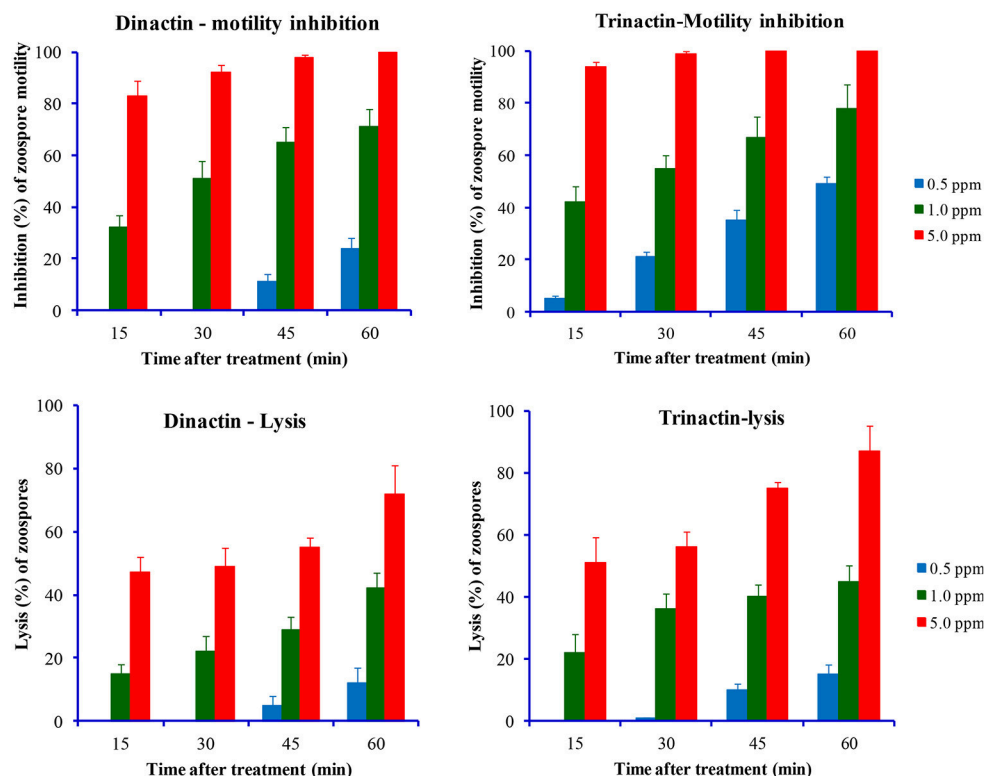 Dinactin - motility inhibition
Inhibition (%) of zoospore motility
100
80
60
40
20
0
15 30 45 60
Time after treatment (min)
Trinactin-Motility inhibition
Inhibition (%) of zoospore motility
100
80
60
40
20
0
15 30 45 60
Time after treatment (min)
0.5 ppm
1.0 ppm
5.0 ppm
Dinactin - Lysis
Lysis (%) of zoospores
100
80
60
40
20
0
15 30 45 60
Time after treatment (min)
Trinactin-lysis
Lysis (%) of zoospores
100
80
60
40
20
0
15 30 45 60
Time after treatment (min)
0.5 ppm
1.0 ppm
5.0 ppm